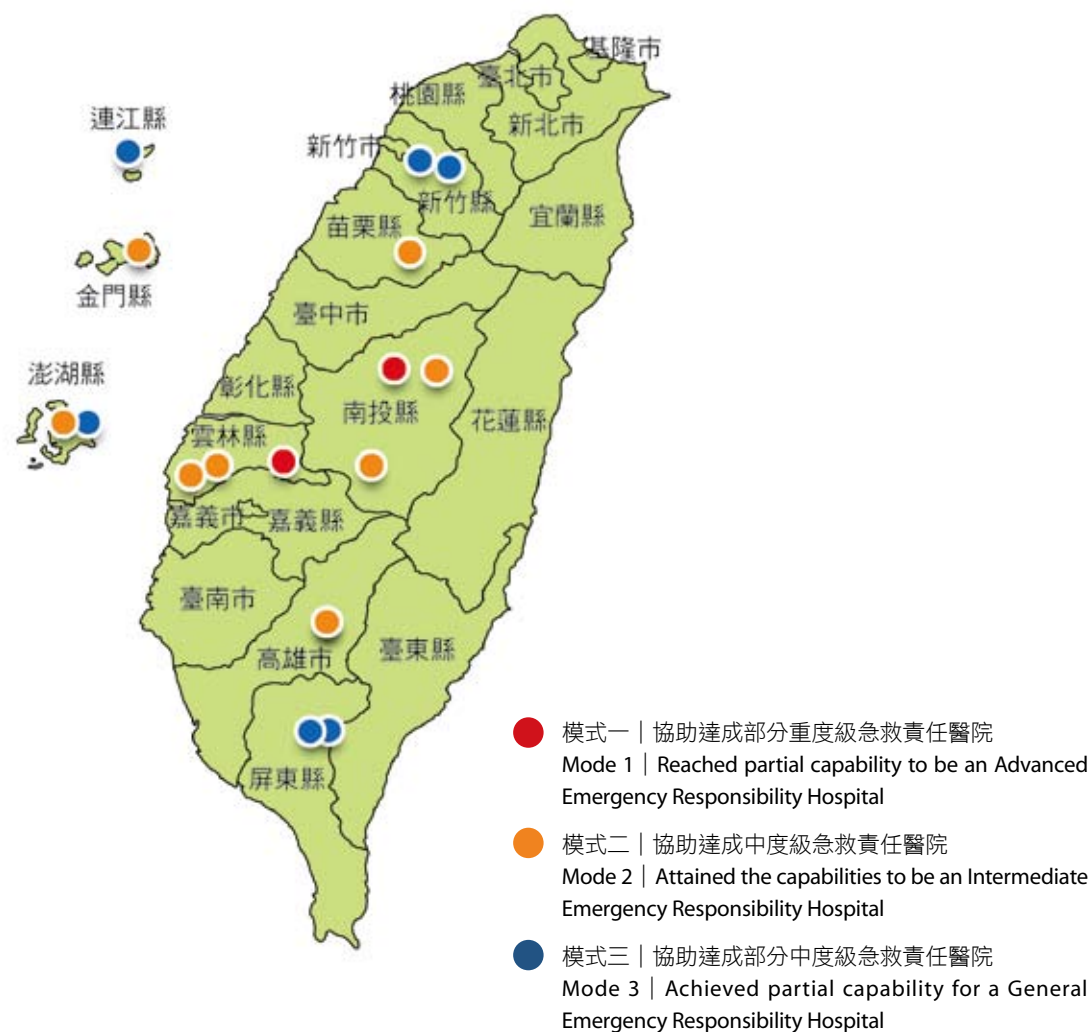 基隆市
臺北市
桃園縣
新北市
連江縣
新竹市
新竹縣
宜蘭縣
苗栗縣
金門縣
臺中市
澎湖縣
彰化縣
南投縣
花蓮縣
雲林縣
嘉義市
嘉義縣
臺南市
高雄市
臺東縣
屏東縣
模式一｜協助達成部分重度級急救責任醫院
Mode 1｜Reached partial capability to be an Advanced
Emergency Responsibility Hospital
模式二｜協助達成中度級急救責任醫院
Mode 2｜Attained the capabilities to be an Intermediate
Emergency Responsibility Hospital
模式三｜協助達成部分中度級急救責任醫院
Mode 3｜Achieved partial capability for a General
Emergency Responsibility Hospital